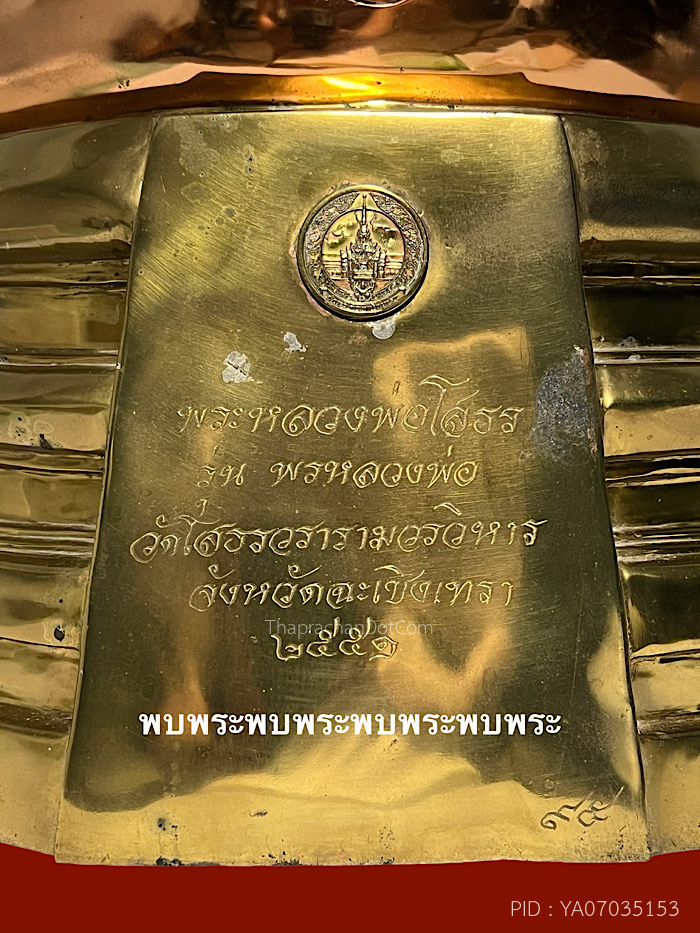 พระหลวงพ่อโสธร
รุ่น พรหลวงพ่อ
วัดโสธรวรารามวรวิหาร
จังหวัดฉะเชิงเทรา
ThaprachanDotCom
๒๕๕๑
พบพระพบพระพบพระพบพระ
๙๕
PID : YA07035153